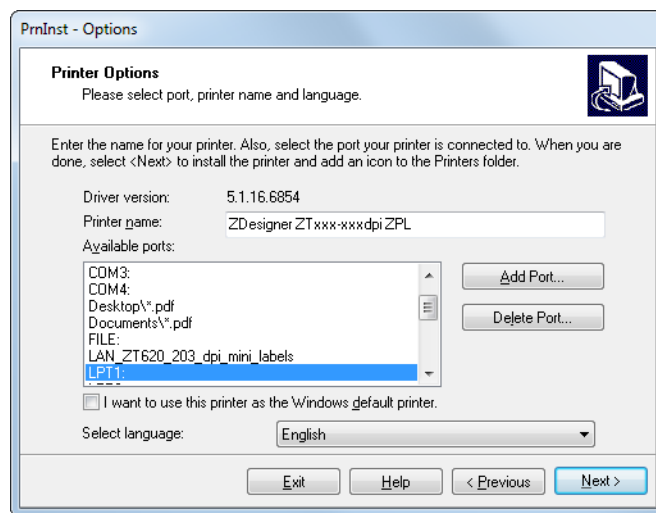 PrnInst - Options
Printer Options
Please select port, printer name and language.
Enter the name for your printer. Also, select the port your printer is connected to. When you are
done, select <Next> to install the printer and add an icon to the Printers folder.
Driver version: 5.1.16.6854
Printer name: ZDesigner ZTxxx-xxxdpi ZPL
Available ports:
COM3:
COM4:
Desktop\*.pdf
Documents\*.pdf
FILE:
LAN_ZT620_203_dpi_mini_labels
LPT1:
Add Port...
Delete Port...
I want to use this printer as the Windows default printer.
Select language: English
Exit Help < Previous Next >